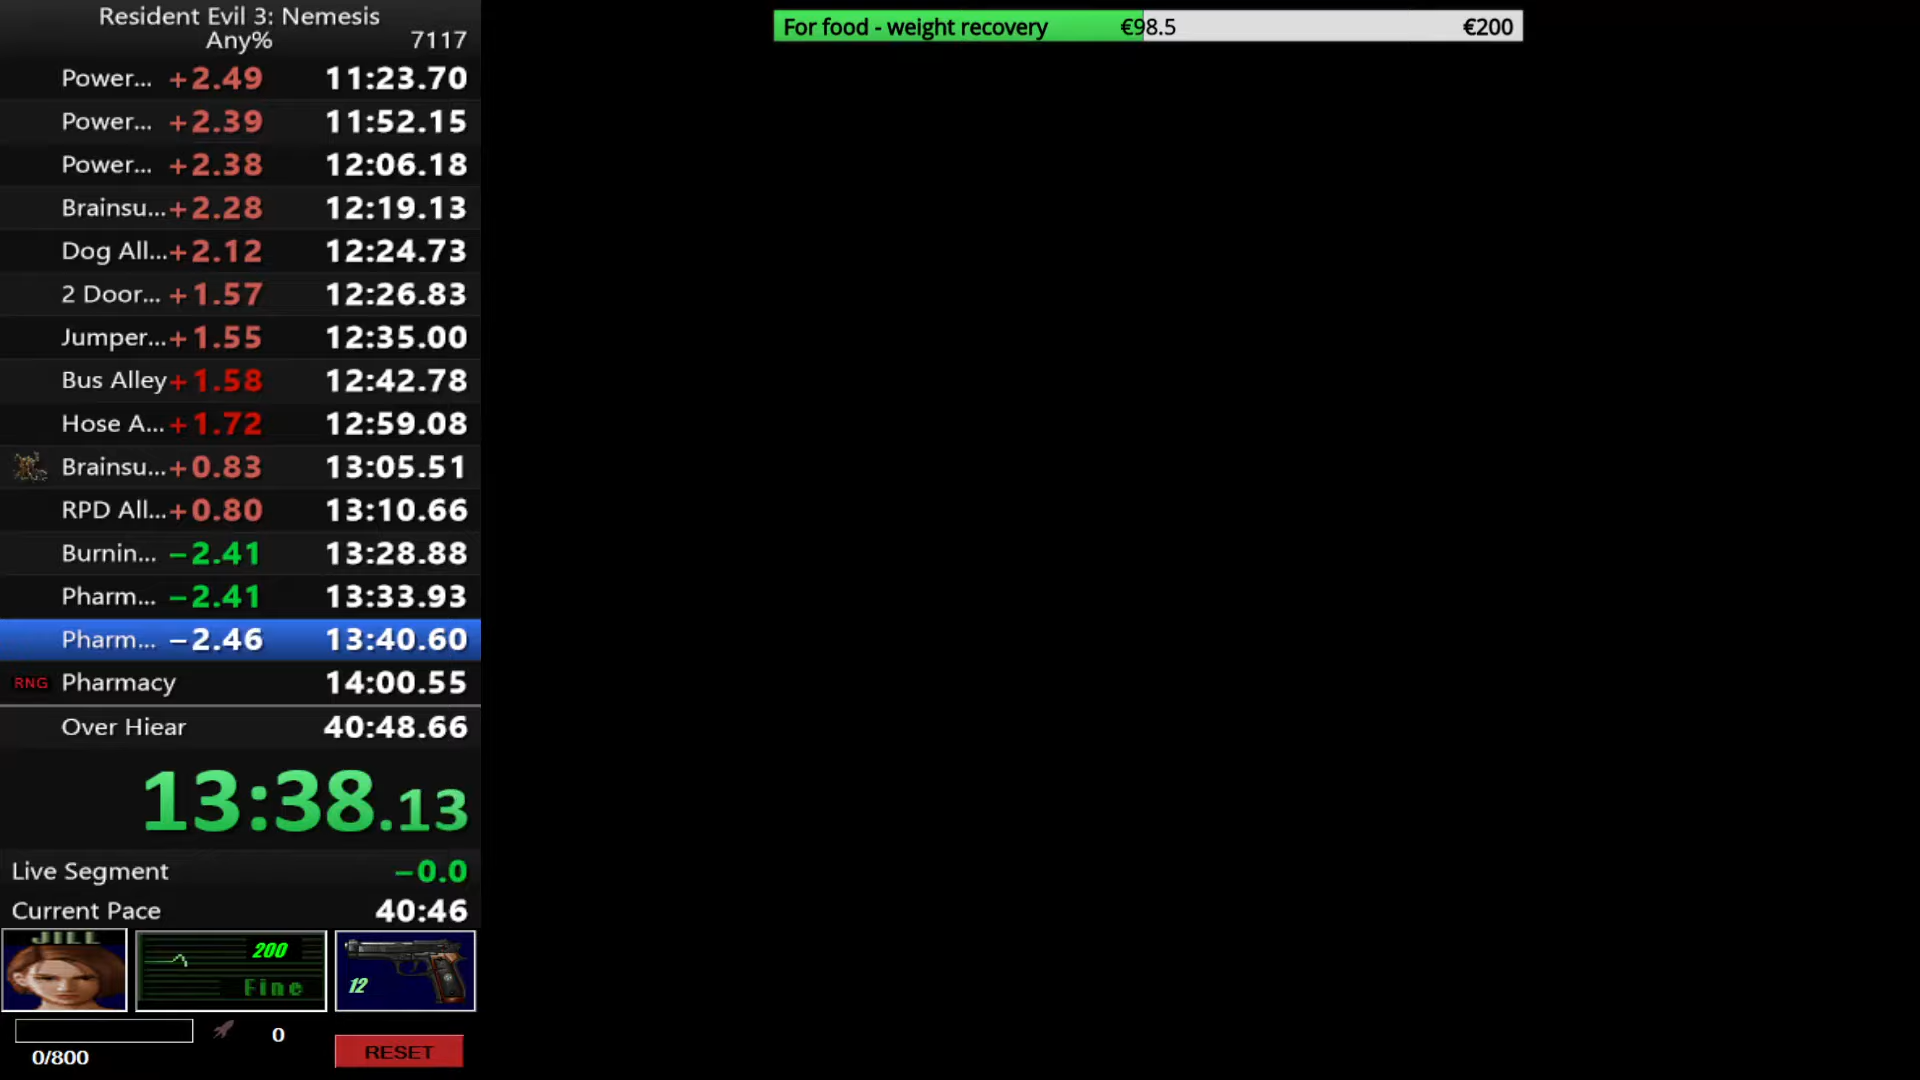 Resident Evil 3: Nemesis
Any% 7117
Power... +2.49 11:23.70
Power... +2.39 11:52.15
Power... +2.38 12:06.18
Brainsu... +2.28 12:19.13
Dog All... +2.12 12:24.73
2 Door... +1.57 12:26.83
Jumper... +1.55 12:35.00
Bus Alley +1.58 12:42.78
Hose A... +1.72 12:59.08
Brainsu... +0.83 13:05.51
RPD All... +0.80 13:10.66
Burnin... −2.41 13:28.88
Pharm... −2.41 13:33.93
Pharm... −2.46 13:40.60
RNG Pharmacy 14:00.55
Over Hiear 40:48.66
13:38.13
Live Segment −0.0
Current Pace 40:46
JILL
200
Fine
12
0
0/800
RESET
For food - weight recovery €98.5 €200